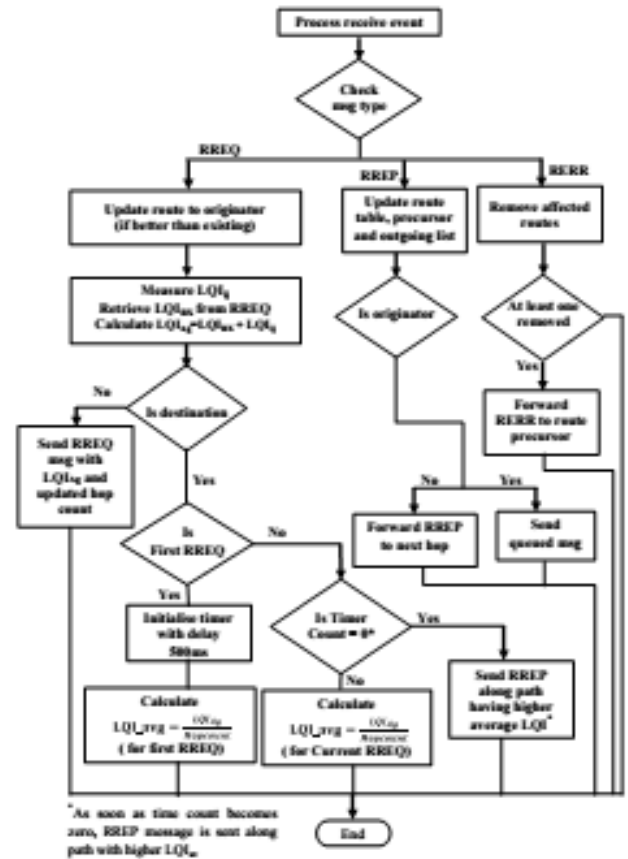 Process receive event
Check
msg type
RREQ
RREP
RERR
Update route to originator
(if better than existing)
Update route
table, precursor
and outgoing list
Remove affected
routes
Measure
Retrieve from RREQ
Calculate
Is originator
At least one
removed
No
Is destination
Yes
Forward
RERR to route
precursor
Send RREQ
msg with
and
updated hop
count
Yes
No
Yes
Forward RREP
to next hop
Send
queued msg
Is
First RREQ
No
Yes
Initialise timer
with delay
500ms
Is Timer
Count = 0*
Yes
No
Send RREP
along path
having higher
average LQI*
Calculate
( for first RREQ)
Calculate
( for Current RREQ)
*As soon as time count becomes
zero, RREP message is sent along
path with higher
End